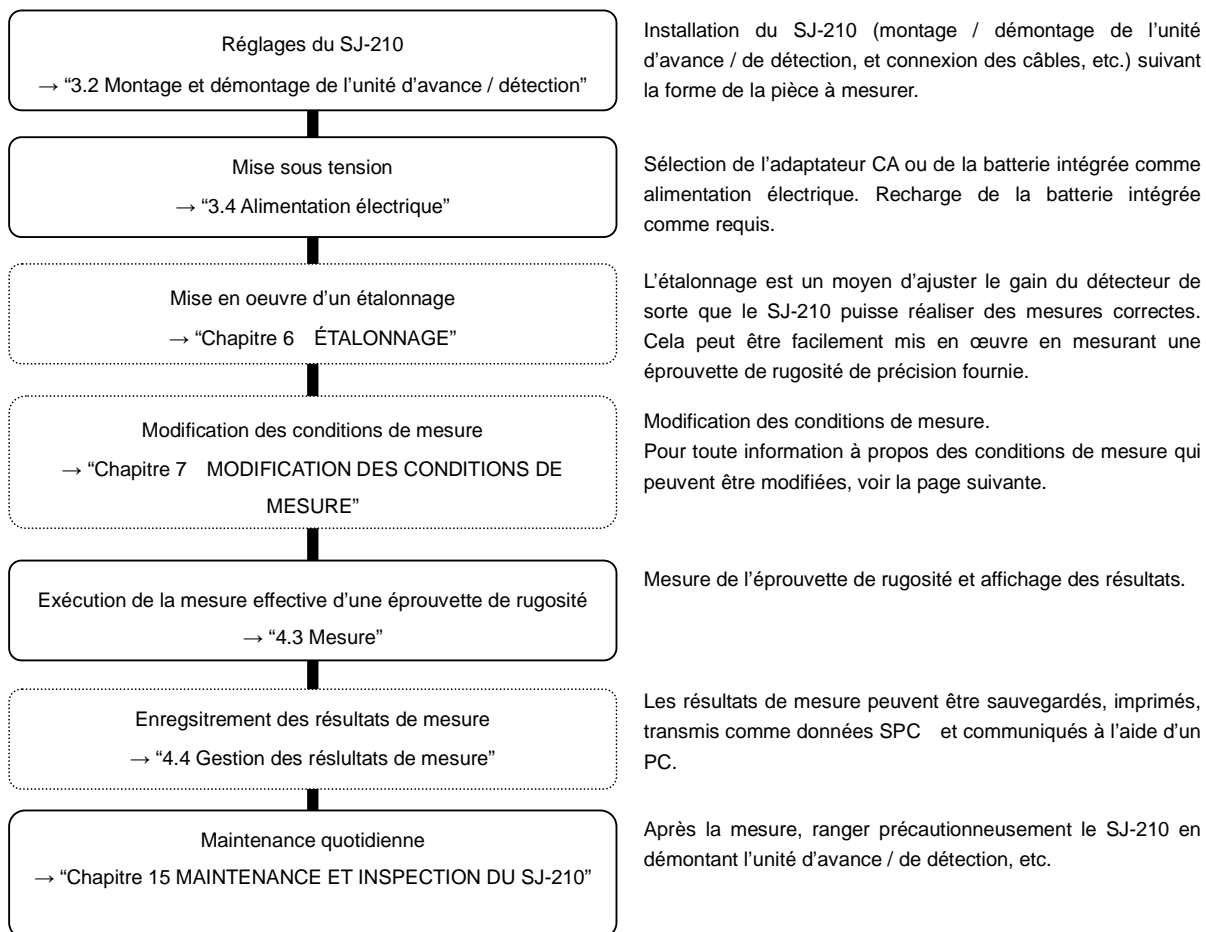 Réglages du SJ-210
→ “3.2 Montage et démontage de l’unité d’avance / détection”
Installation du SJ-210 (montage / démontage de l’unité
d’avance / de détection, et connexion des câbles, etc.) suivant
la forme de la pièce à mesurer.
Mise sous tension
→ “3.4 Alimentation électrique”
Sélection de l’adaptateur CA ou de la batterie intégrée comme
alimentation électrique. Recharge de la batterie intégrée
comme requis.
Mise en oeuvre d’un étalonnage
→ “Chapitre 6 ÉTALONNAGE”
L’étalonnage est un moyen d’ajuster le gain du détecteur de
sorte que le SJ-210 puisse réaliser des mesures correctes.
Cela peut être facilement mis en œuvre en mesurant une
éprouvette de rugosité de précision fournie.
Modification des conditions de mesure
→ “Chapitre 7 MODIFICATION DES CONDITIONS DE
MESURE”
Modification des conditions de mesure.
Pour toute information à propos des conditions de mesure qui
peuvent être modifiées, voir la page suivante.
Exécution de la mesure effective d’une éprouvette de rugosité
→ “4.3 Mesure”
Mesure de l’éprouvette de rugosité et affichage des résultats.
Enregsitrement des résultats de mesure
→ “4.4 Gestion des réslultats de mesure”
Les résultats de mesure peuvent être sauvegardés, imprimés,
transmis comme données SPC et communiqués à l’aide d’un
PC.
Maintenance quotidienne
→ “Chapitre 15 MAINTENANCE ET INSPECTION DU SJ-210”
Après la mesure, ranger précautionneusement le SJ-210 en
démontant l’unité d’avance / de détection, etc.